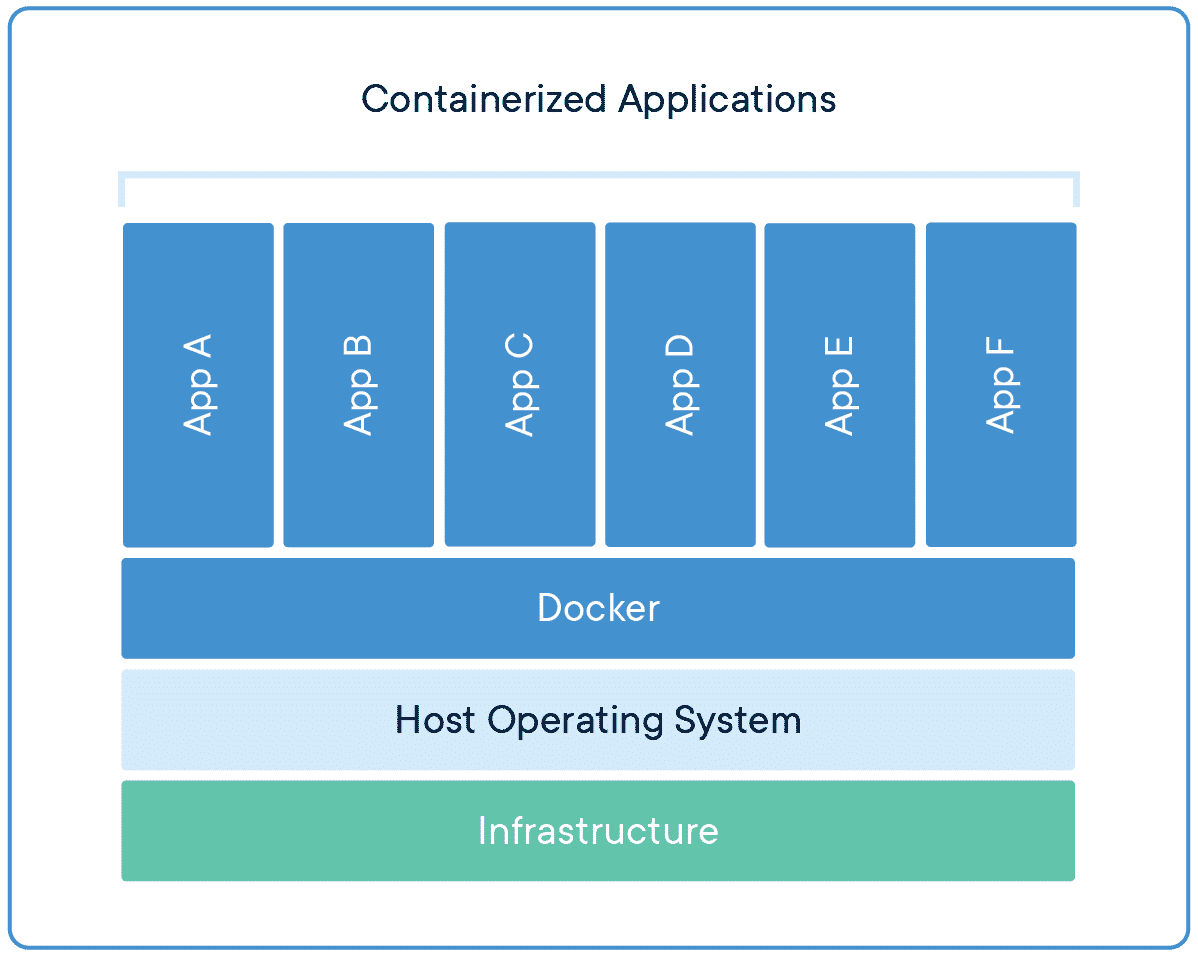 Containerized Applications
App A
App B
App C
App D
App E
App F
Docker
Host Operating System
Infrastructure